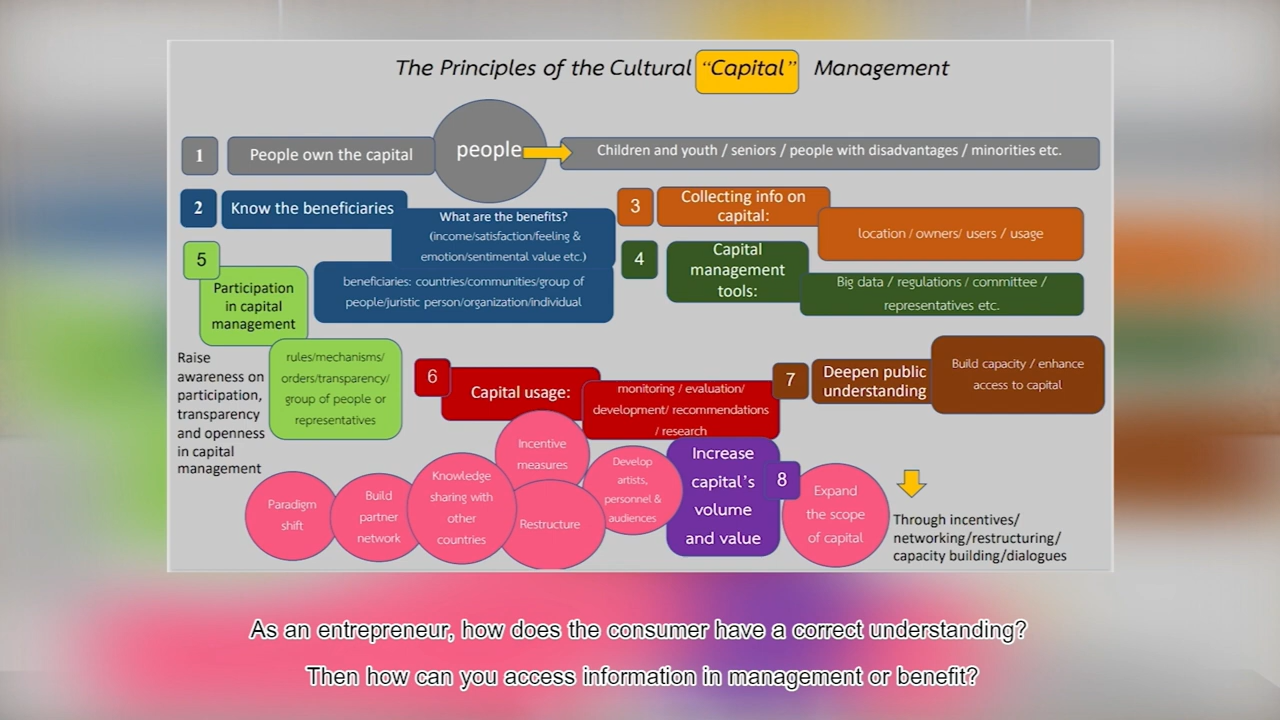 The Principles of the Cultural “Capital” Management
1
People own the capital
people
Children and youth / seniors / people with disadvantages / minorities etc.
2
Know the beneficiaries
What are the benefits?
(income/satisfaction/feeling &
emotion/sentimental value etc.)
beneficiaries: countries/communities/group of
people/juristic person/organization/individual
3
Collecting info on
capital:
location / owners/ users / usage
4
Capital
management
tools:
Big data / regulations / committee /
representatives etc.
5
Participation
in capital
management
rules/mechanisms/
orders/transparency/
group of people or
representatives
Raise
awareness on
participation,
transparency
and openness
in capital
management
6
Capital usage:
monitoring / evaluation/
development/ recommendations
/ research
7
Deepen public
understanding
Build capacity / enhance
access to capital
Paradigm
shift
Build
partner
network
Knowledge
sharing with
other
countries
Incentive
measures
Restructure
Develop
artists,
personnel &
audiences
Increase
capital’s
volume
and value
8
Expand
the scope
of capital
Through incentives/
networking/restructuring/
capacity building/dialogues
As an entrepreneur, how does the consumer have a correct understanding?
Then how can you access information in management or benefit?